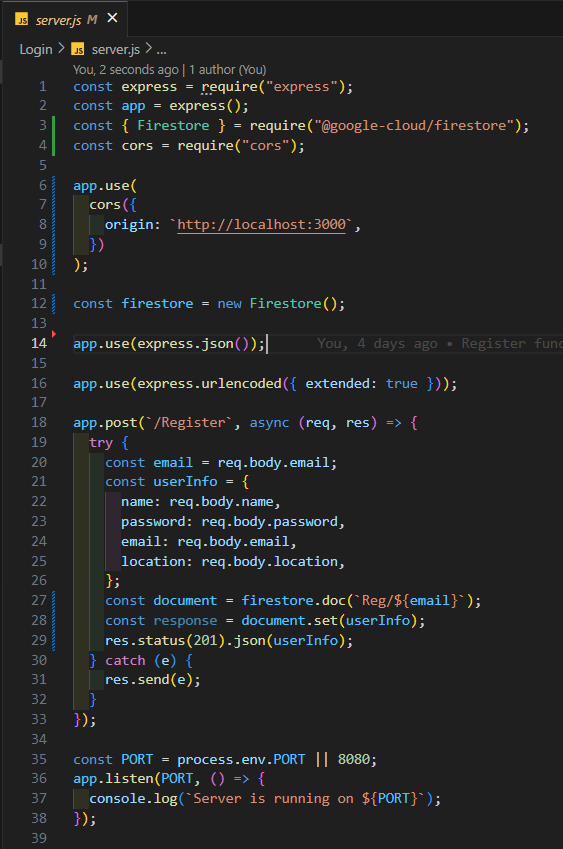 JS server.js M ×
Login > JS server.js > ...
You, 2 seconds ago | 1 author (You)
1 const express = require("express");
2 const app = express();
3 const { Firestore } = require("@google-cloud/firestore");
4 const cors = require("cors");
5
6 app.use(
7   cors({
8     origin: `http://localhost:3000`,
9   })
10 );
11
12 const firestore = new Firestore();
13
14 app.use(express.json()); You, 4 days ago • Register func
15
16 app.use(express.urlencoded({ extended: true }));
17
18 app.post(`/Register`, async (req, res) => {
19   try {
20     const email = req.body.email;
21     const userInfo = {
22       name: req.body.name,
23       password: req.body.password,
24       email: req.body.email,
25       location: req.body.location,
26     };
27     const document = firestore.doc(`Reg/${email}`);
28     const response = document.set(userInfo);
29     res.status(201).json(userInfo);
30   } catch (e) {
31     res.send(e);
32   }
33 });
34
35 const PORT = process.env.PORT || 8080;
36 app.listen(PORT, () => {
37   console.log(`Server is running on ${PORT}`);
38 });
39